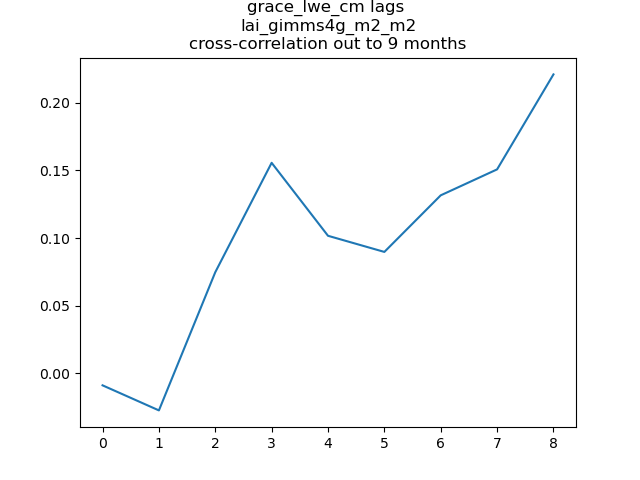 grace_lwe_cm lags
lai_gimms4g_m2_m2
cross-correlation out to 9 months
0.20
0.15
0.10
0.05
0.00
0 1 2 3 4 5 6 7 8